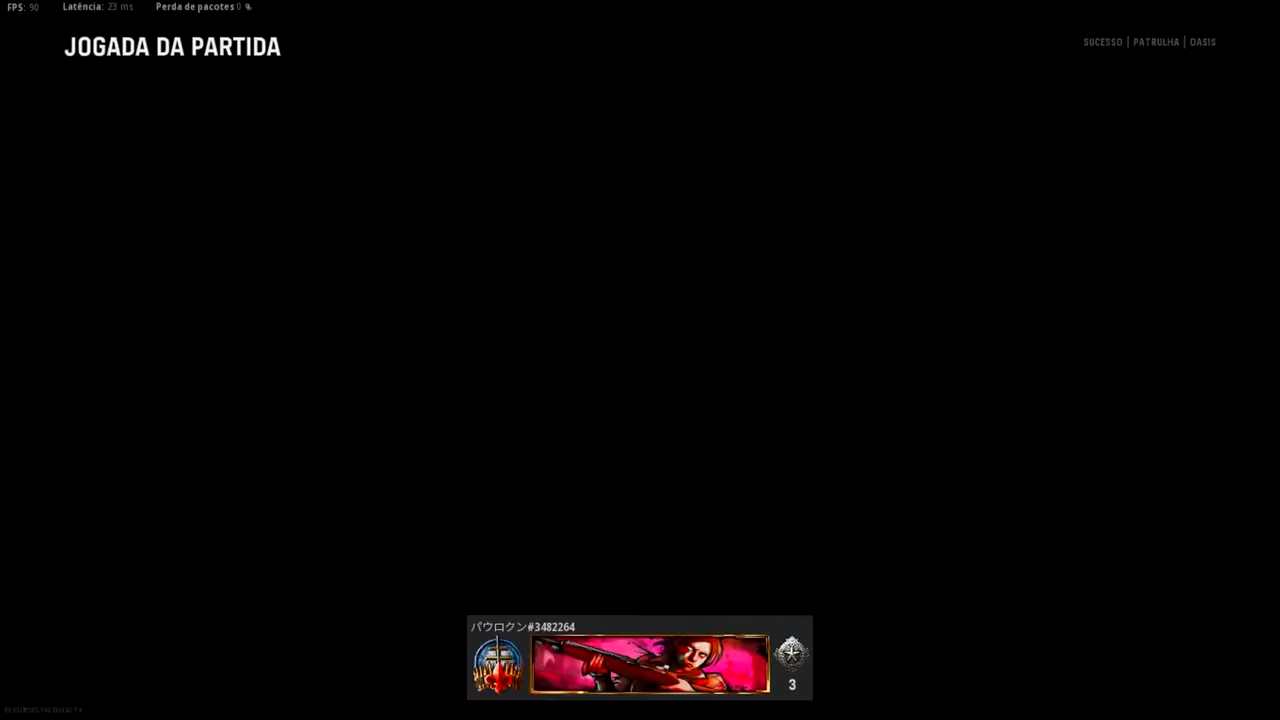 FPS: 90 Latência: 23 ms Perda de pacotes 0 %
JOGADA DA PARTIDA
SUCESSO | PATRULHA | OASIS
パウロクン#3482264
3